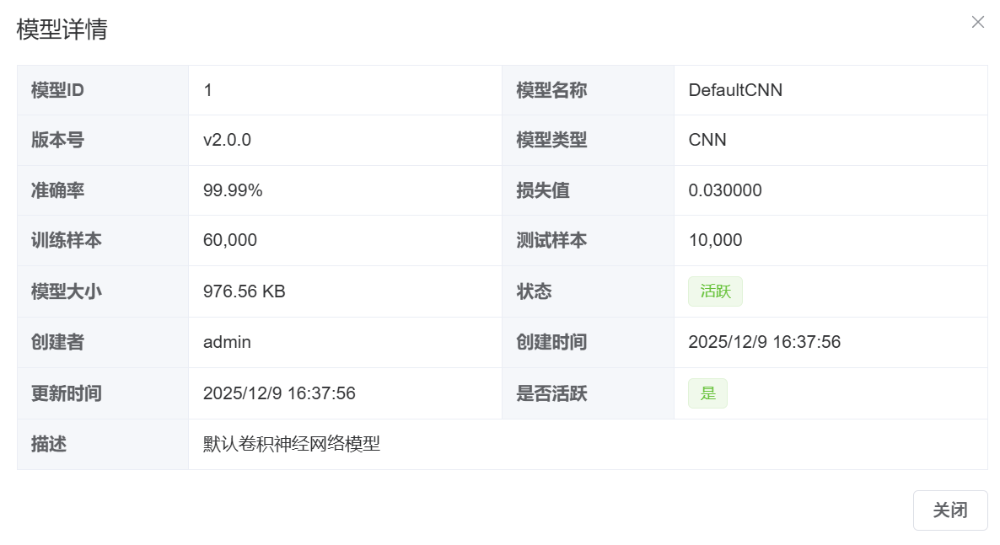 模型详情
模型ID 1 模型名称 DefaultCNN
版本号 v2.0.0 模型类型 CNN
准确率 99.99% 损失值 0.030000
训练样本 60,000 测试样本 10,000
模型大小 976.56 KB 状态 活跃
创建者 admin 创建时间 2025/12/9 16:37:56
更新时间 2025/12/9 16:37:56 是否活跃 是
描述 默认卷积神经网络模型
关闭